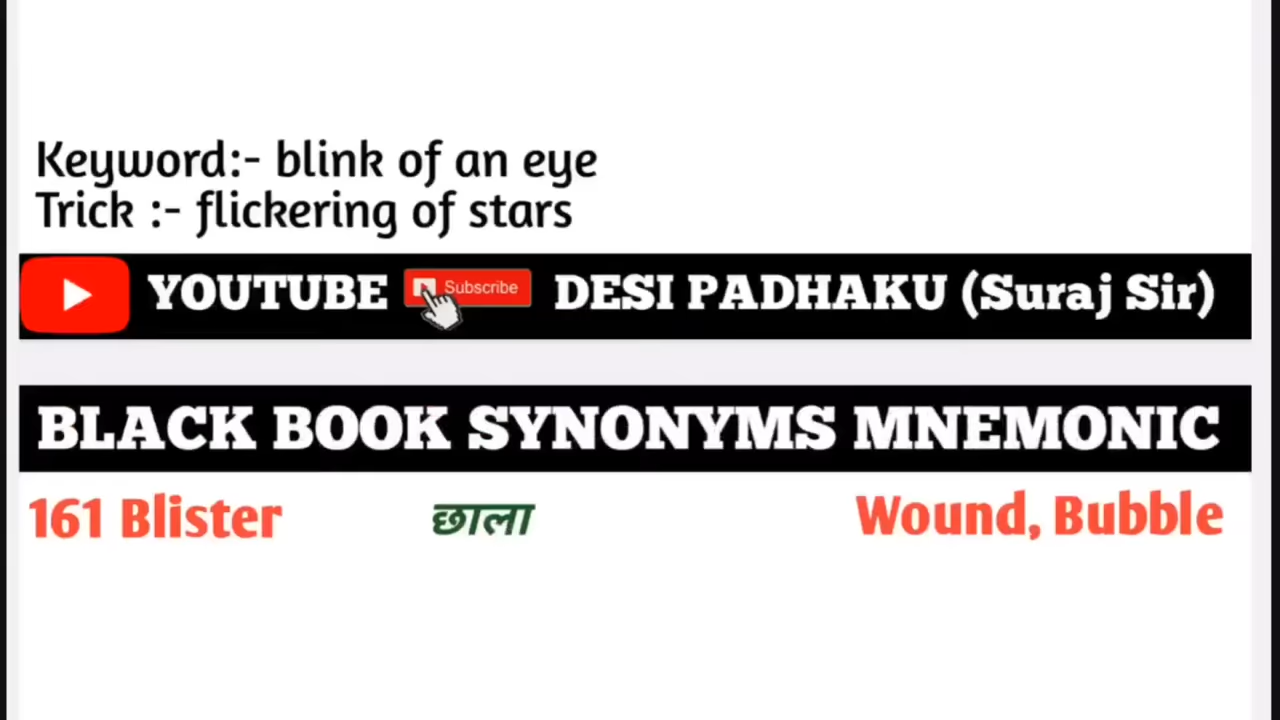 Keyword:- blink of an eye
Trick :- flickering of stars
YOUTUBE Subscribe DESI PADHAKU (Suraj Sir)
BLACK BOOK SYNONYMS MNEMONIC
161 Blister छाला Wound, Bubble